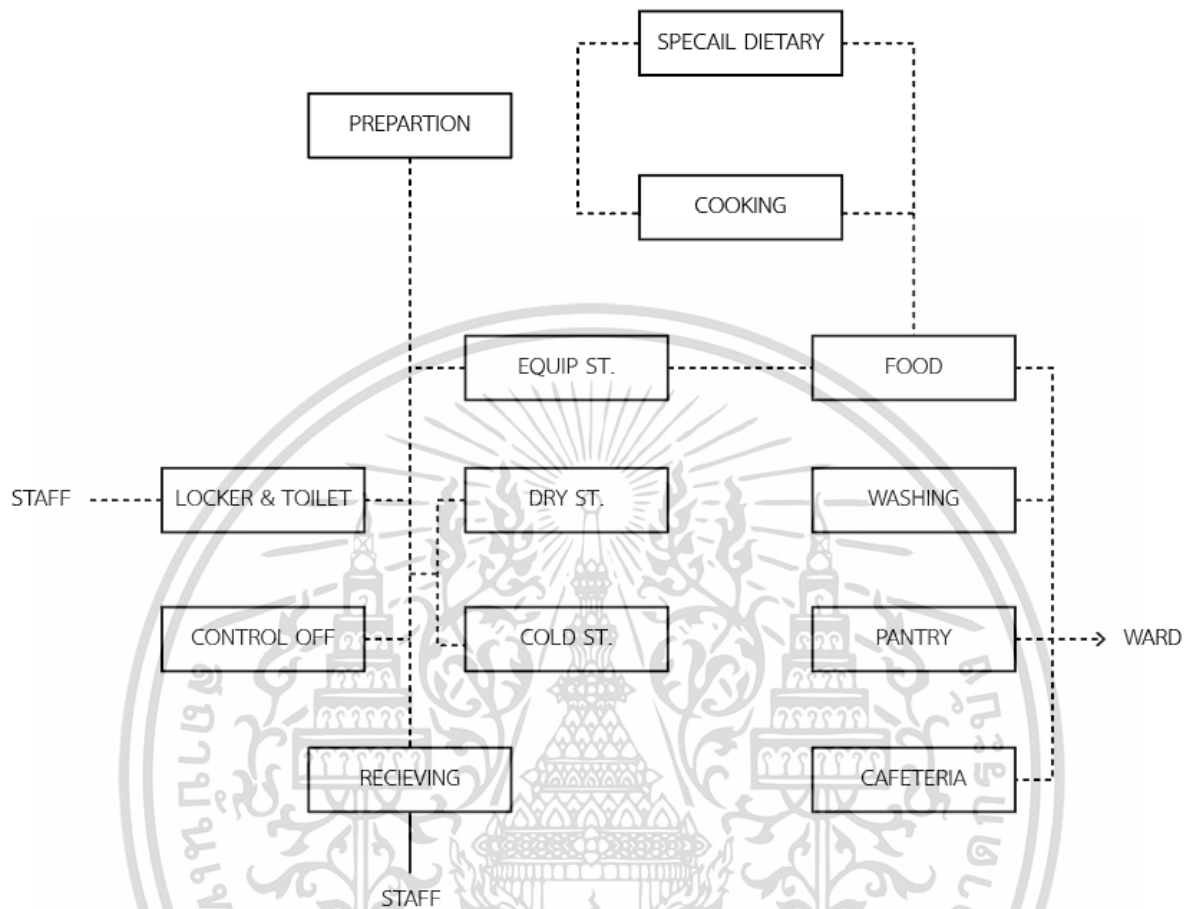 SPECAIL DIETARY
PREPARTION
COOKING
EQUIP ST.
FOOD
STAFF
LOCKER & TOILET
DRY ST.
WASHING
CONTROL OFF
COLD ST.
PANTRY
WARD
RECIEVING
CAFETERIA
STAFF